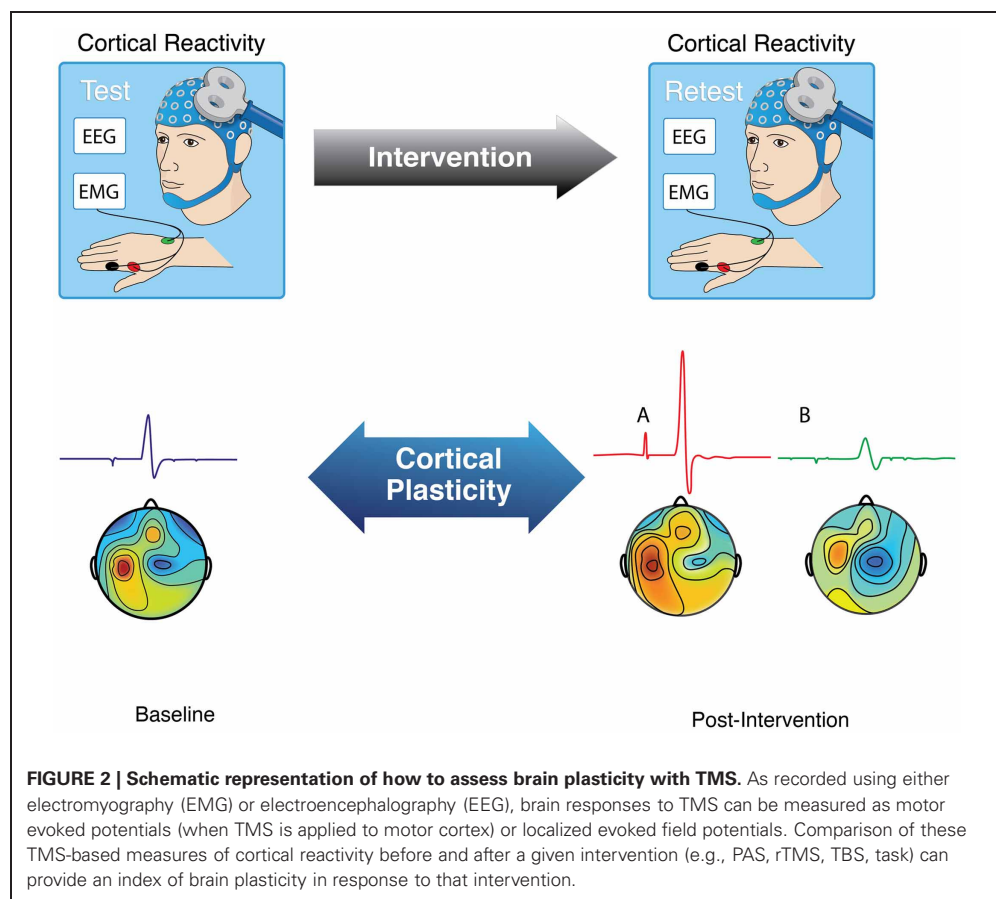 Cortical Reactivity
Cortical Reactivity
Test
EEG
EMG
Intervention
Retest
EEG
EMG
A
B
Cortical
Plasticity
Baseline
Post-Intervention
FIGURE 2 | Schematic representation of how to assess brain plasticity with TMS. As recorded using either
electromyography (EMG) or electroencephalography (EEG), brain responses to TMS can be measured as motor
evoked potentials (when TMS is applied to motor cortex) or localized evoked field potentials. Comparison of these
TMS-based measures of cortical reactivity before and after a given intervention (e.g., PAS, rTMS, TBS, task) can
provide an index of brain plasticity in response to that intervention.